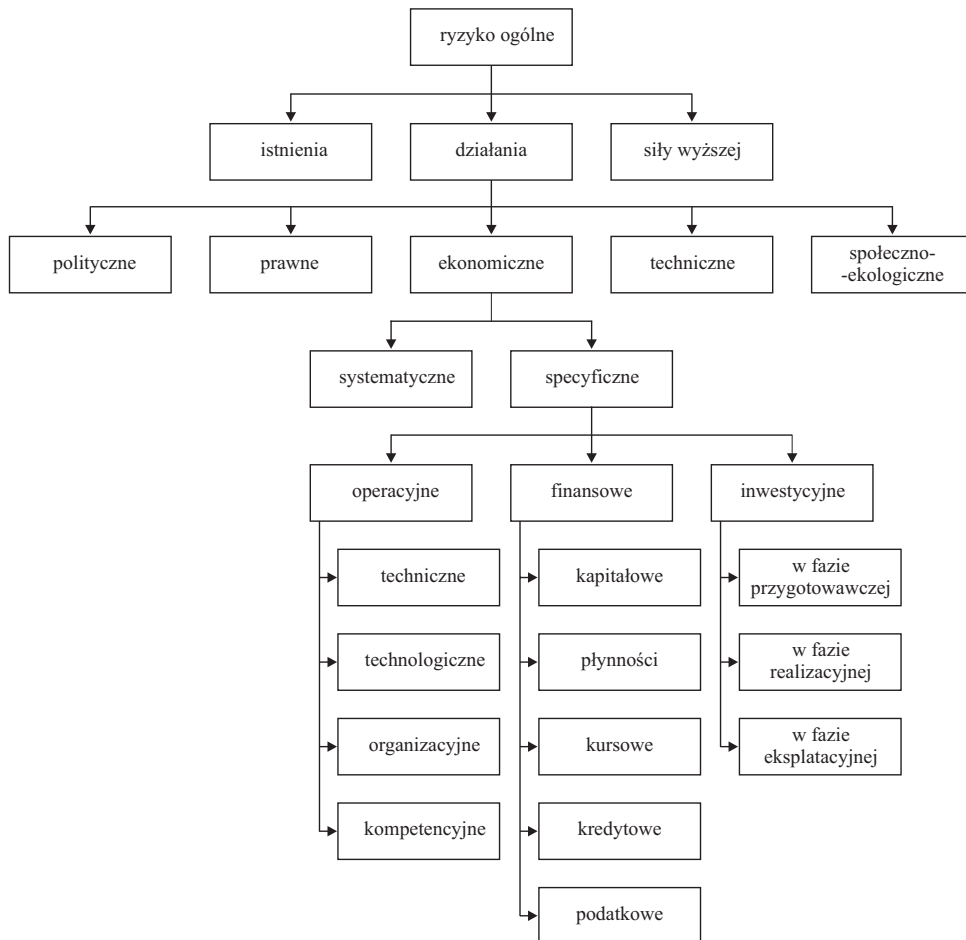 ryzyko ogólne
istnienia
działania
siły wyższej
polityczne
prawne
ekonomiczne
techniczne
społeczno-
-ekologiczne
systematyczne
specyficzne
operacyjne
finansowe
inwestycyjne
techniczne
kapitałowe
w fazie
przygotowawczej
technologiczne
płynności
w fazie
realizacyjnej
organizacyjne
kursowe
w fazie
eksplatacyjnej
kompetencyjne
kredytowe
podatkowe